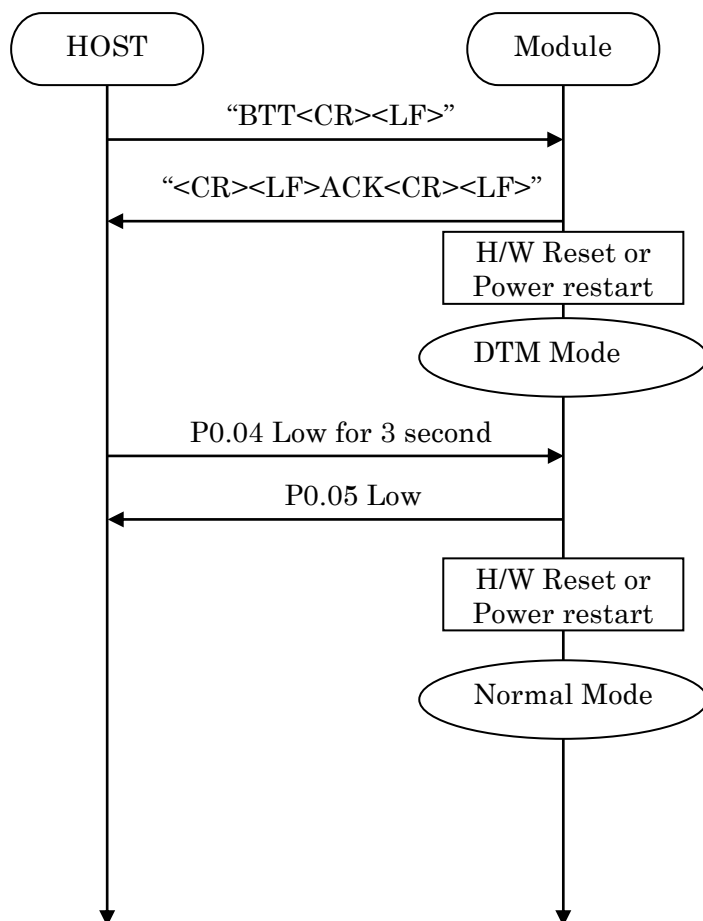 HOST
Module
“BTT<CR><LF>”
“<CR><LF>ACK<CR><LF>”
H/W Reset or
Power restart
DTM Mode
P0.04 Low for 3 second
P0.05 Low
H/W Reset or
Power restart
Normal Mode